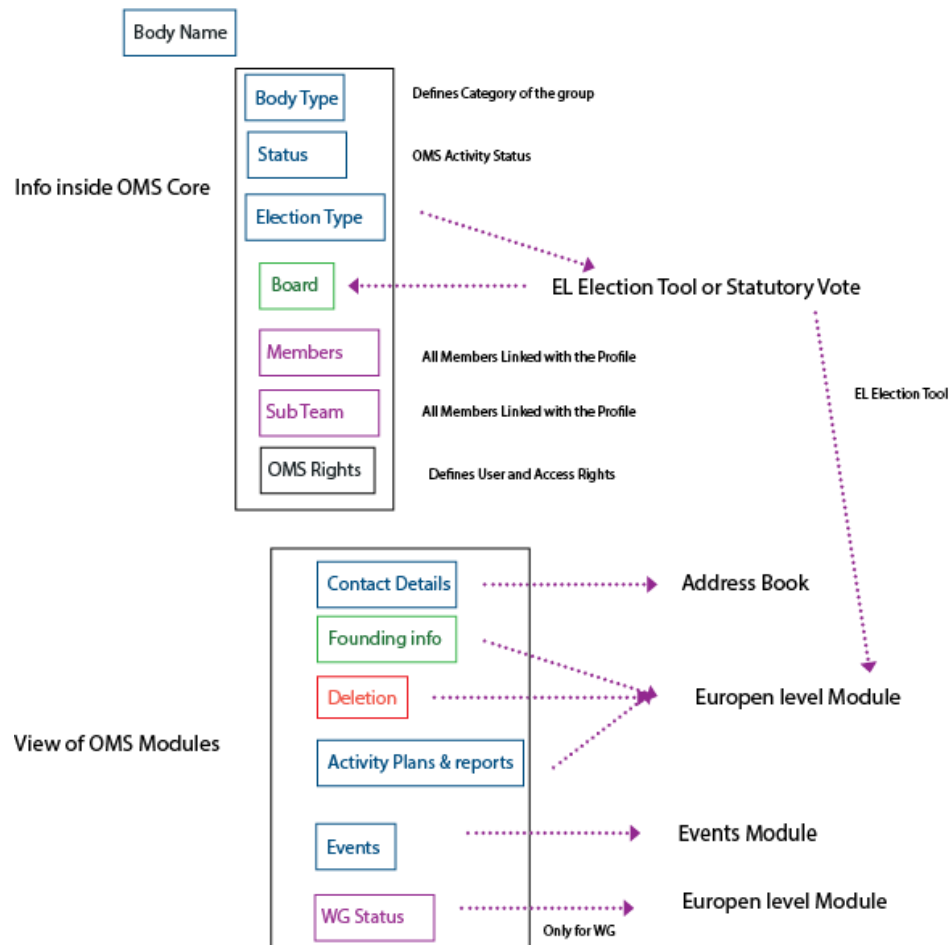 Body Name
Body Type
Defines Category of the group
Status
OMS Activity Status
Info inside OMS Core
Election Type
Board
EL Election Tool or Statutory Vote
Members
All Members Linked with the Profile
EL Election Tool
Sub Team
All Members Linked with the Profile
OMS Rights
Defines User and Access Rights
Contact Details
Address Book
Founding info
Deletion
Europen level Module
View of OMS Modules
Activity Plans & reports
Events
Events Module
WG Status
Only for WG
Europen level Module